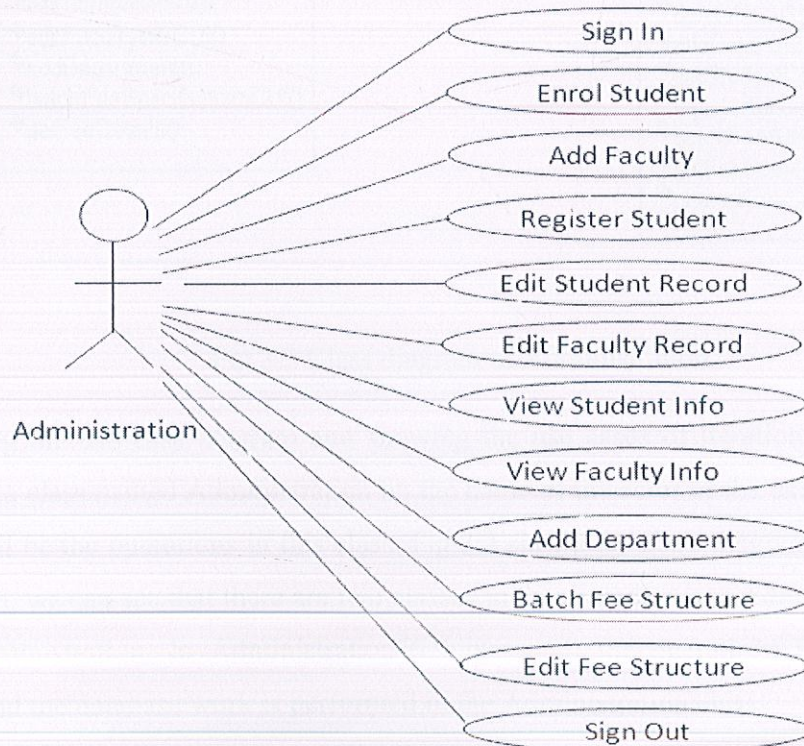 Sign In
Enrol Student
Add Faculty
Register Student
Edit Student Record
Edit Faculty Record
View Student Info
Administration
View Faculty Info
Add Department
Batch Fee Structure
Edit Fee Structure
Sign Out